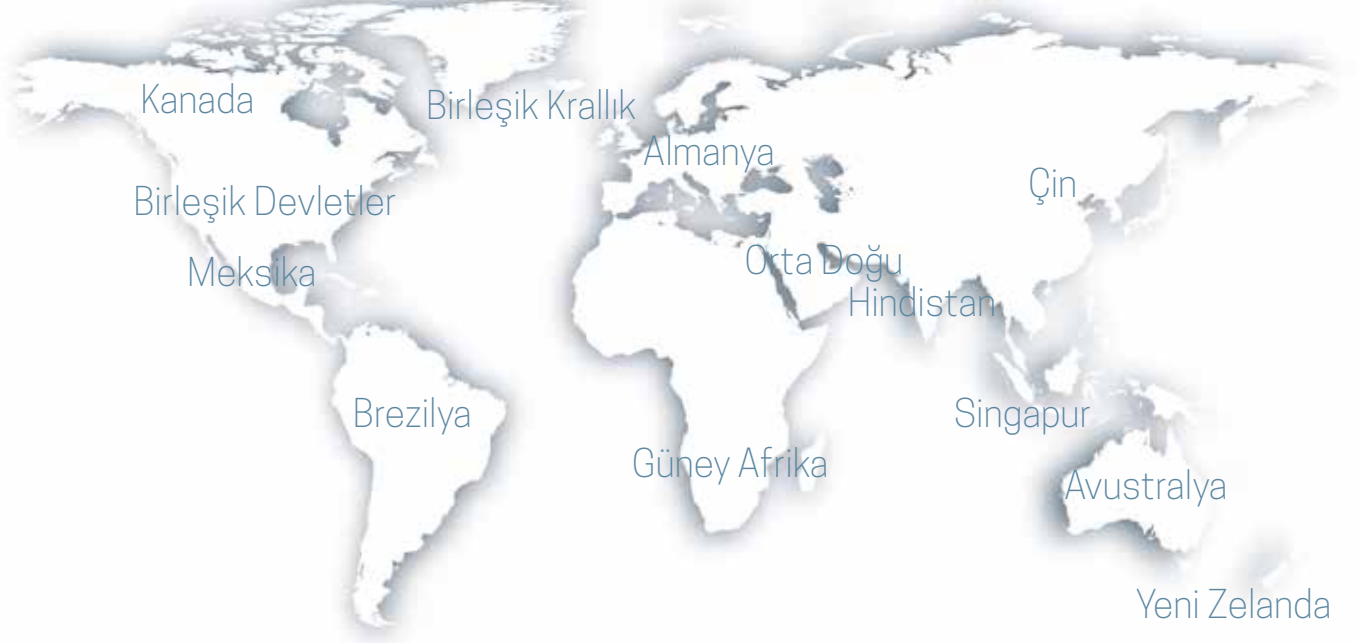 Kanada
Birleşik Krallık
Almanya
Çin
Birleşik Devletler
Orta Doğu
Meksika
Hindistan
Brezilya
Singapur
Güney Afrika
Avustralya
Yeni Zelanda